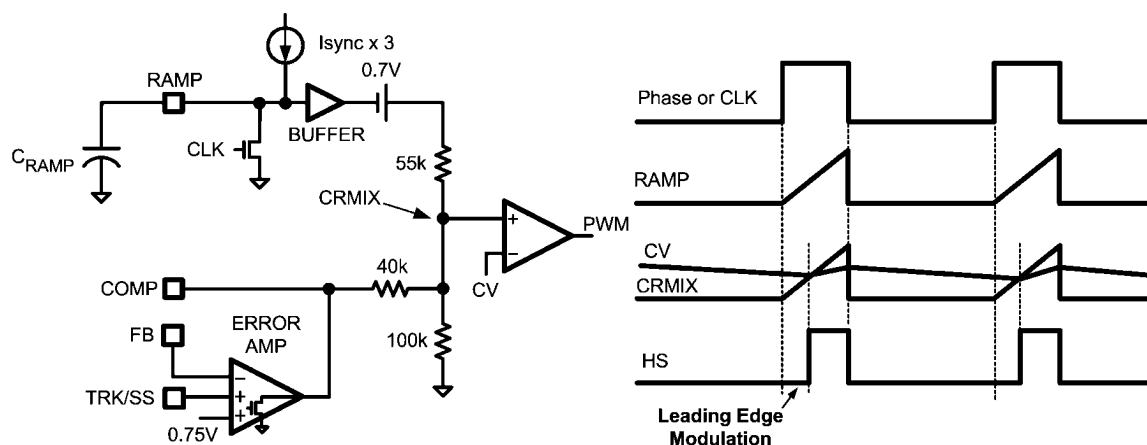 Isync x 3
RAMP
0.7V
BUFFER
CLK
C_RAMP
55k
CRMIX
+
−
PWM
CV
COMP
40k
100k
FB
ERROR
AMP
−
+
+
TRK/SS
0.75V
Phase or CLK
RAMP
CV
CRMIX
HS
Leading Edge
Modulation